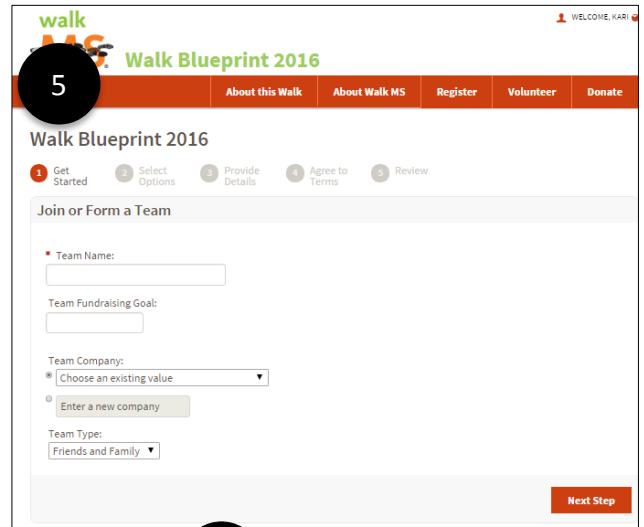 walk
WELCOME, KARI
MS®
Walk Blueprint 2016
5
About this Walk About Walk MS Register Volunteer Donate
Walk Blueprint 2016
1 Get Started
2 Select Options
3 Provide Details
4 Agree to Terms
5 Review
Join or Form a Team
* Team Name:
Team Fundraising Goal:
Team Company:
Choose an existing value
Enter a new company
Team Type:
Friends and Family
Next Step